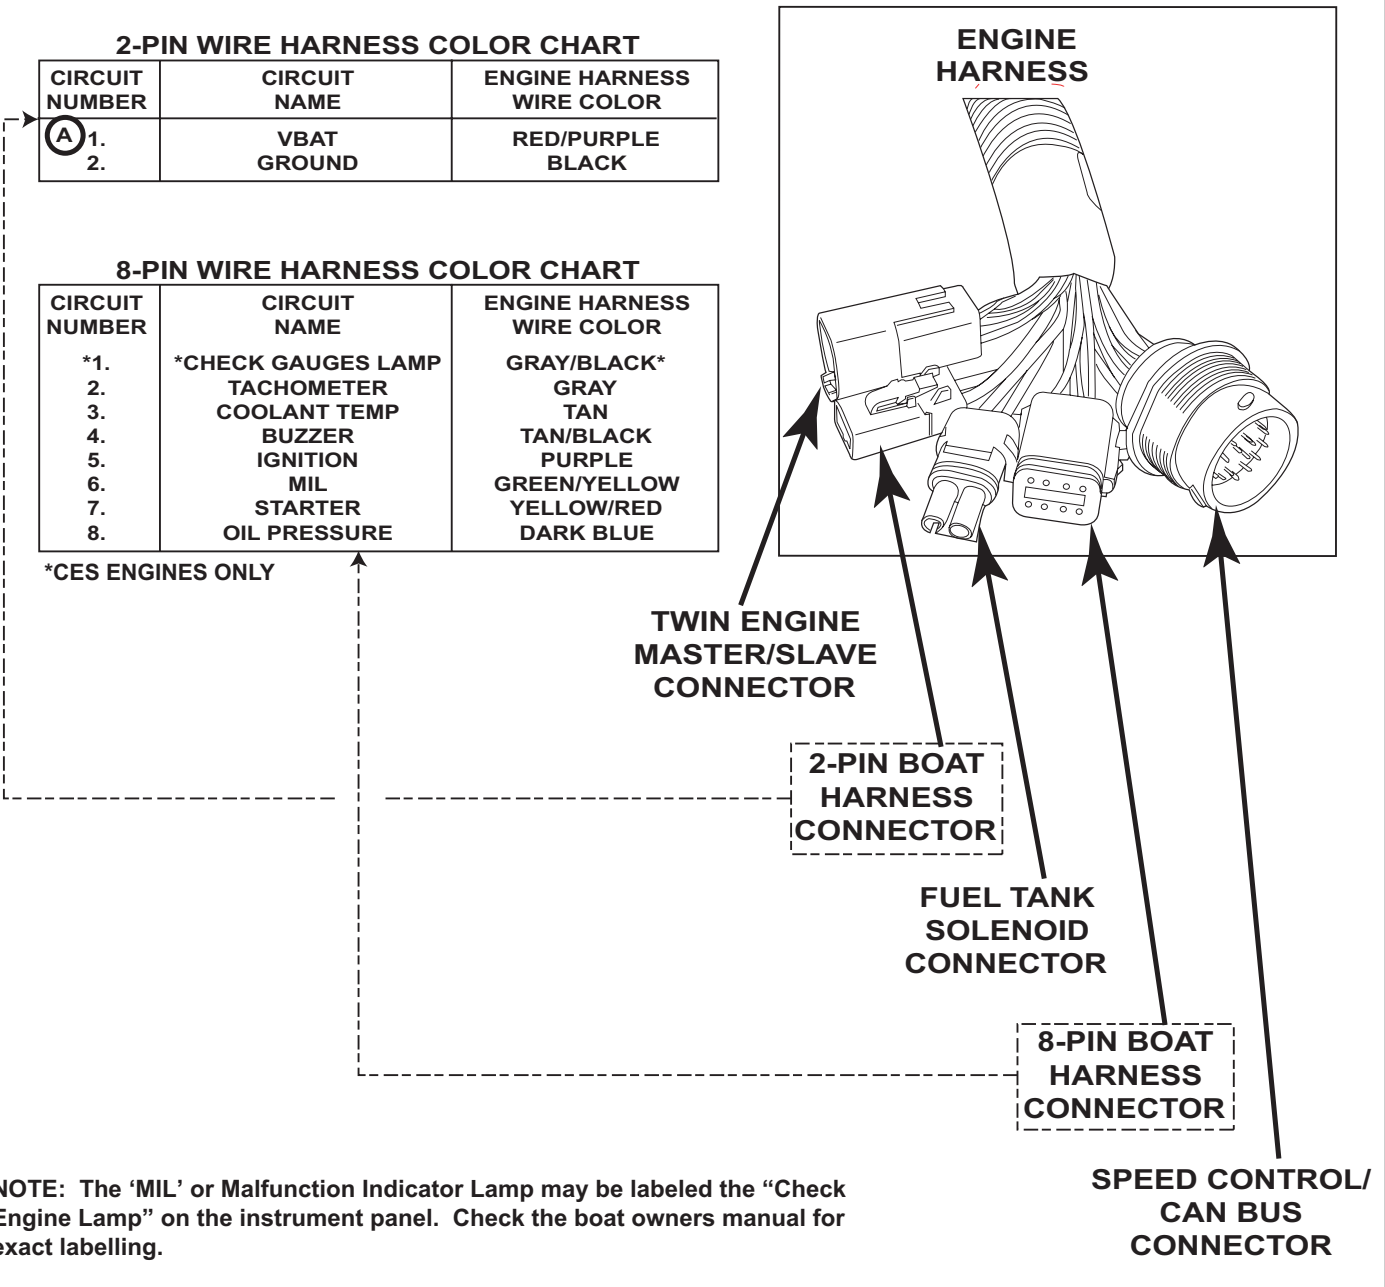 2-PIN WIRE HARNESS COLOR CHART
CIRCUIT NUMBER CIRCUIT NAME ENGINE HARNESS WIRE COLOR
A 1. VBAT RED/PURPLE
2. GROUND BLACK
8-PIN WIRE HARNESS COLOR CHART
CIRCUIT NUMBER CIRCUIT NAME ENGINE HARNESS WIRE COLOR
*1. *CHECK GAUGES LAMP GRAY/BLACK*
2. TACHOMETER GRAY
3. COOLANT TEMP TAN
4. BUZZER TAN/BLACK
5. IGNITION PURPLE
6. MIL GREEN/YELLOW
7. STARTER YELLOW/RED
8. OIL PRESSURE DARK BLUE
*CES ENGINES ONLY
ENGINE
HARNESS
TWIN ENGINE
MASTER/SLAVE
CONNECTOR
2-PIN BOAT
HARNESS
CONNECTOR
FUEL TANK
SOLENOID
CONNECTOR
8-PIN BOAT
HARNESS
CONNECTOR
SPEED CONTROL/
CAN BUS
CONNECTOR
NOTE: The ‘MIL’ or Malfunction Indicator Lamp may be labeled the “Check
Engine Lamp” on the instrument panel. Check the boat owners manual for
exact labelling.